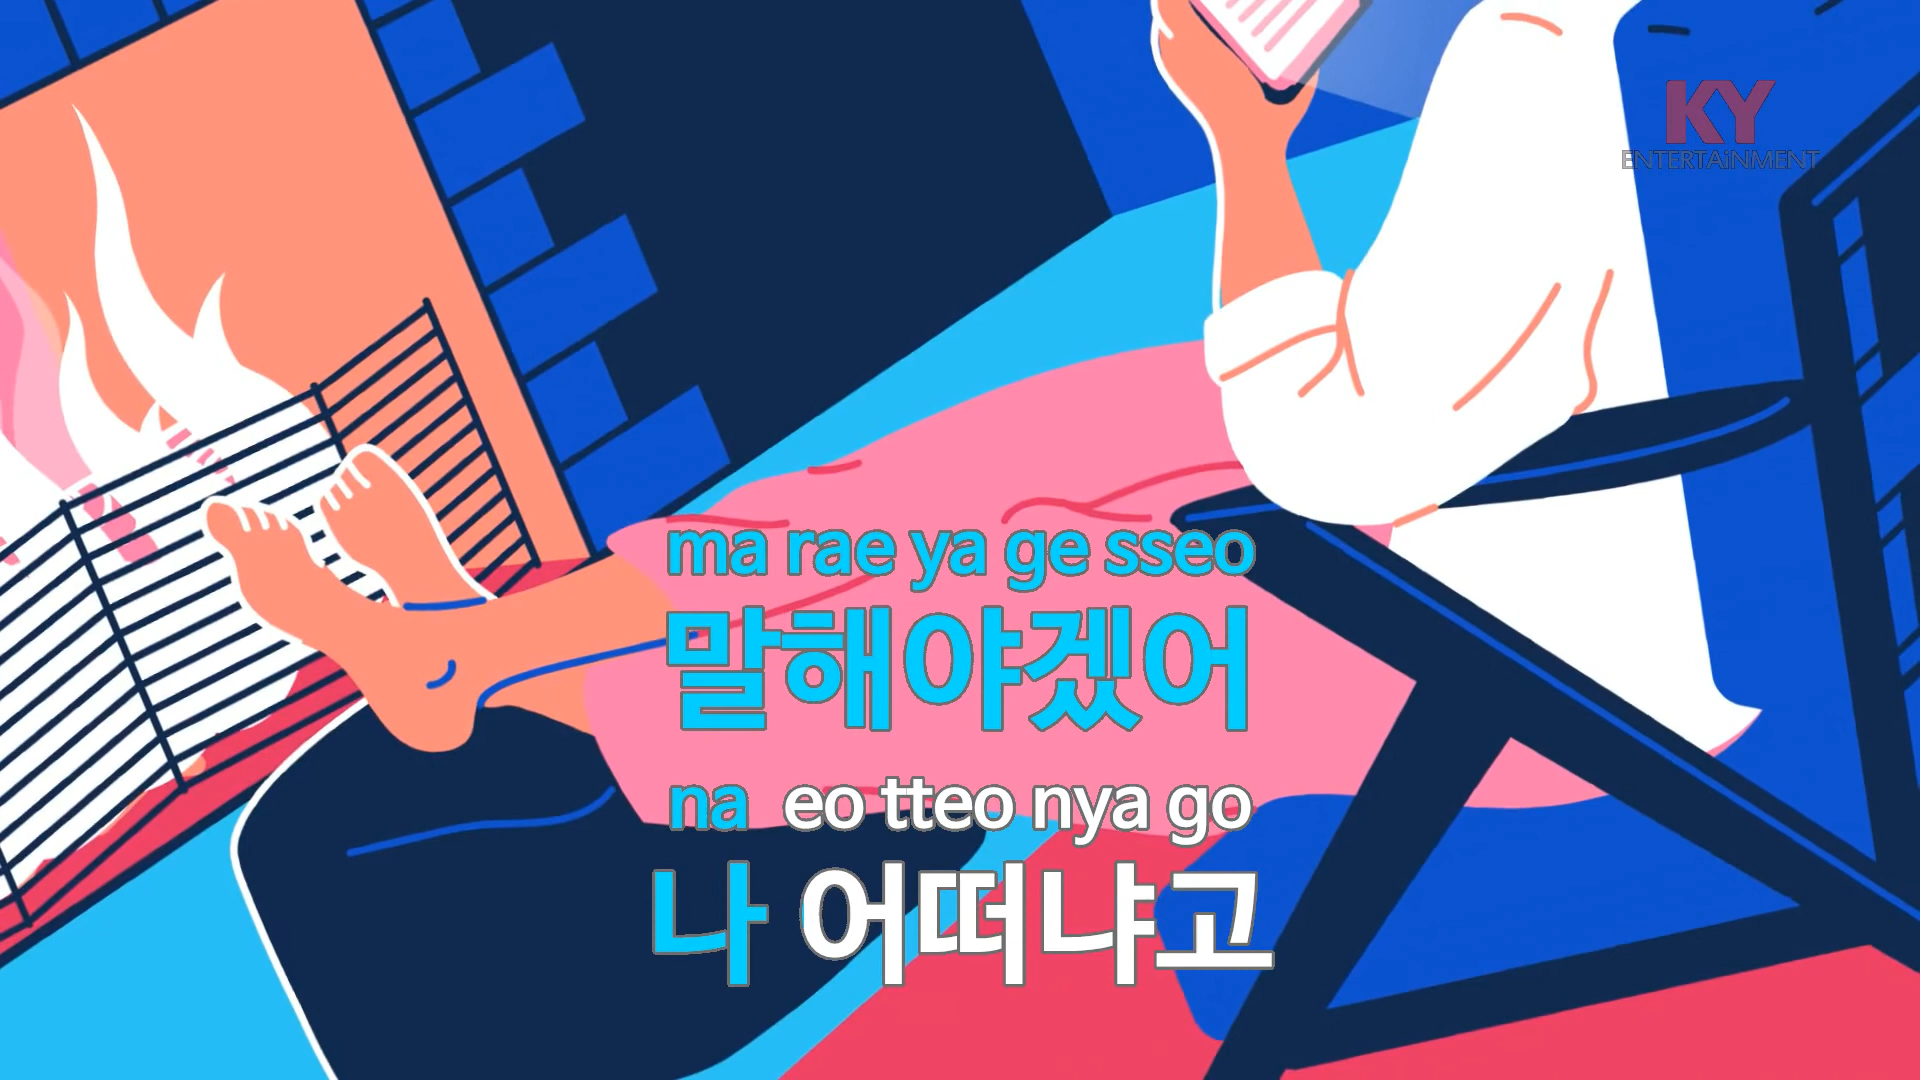 KY
ENTERTAiNMENT
ma rae ya ge sseo
말해야겠어
na eo tteo nya go
나 어떠냐고